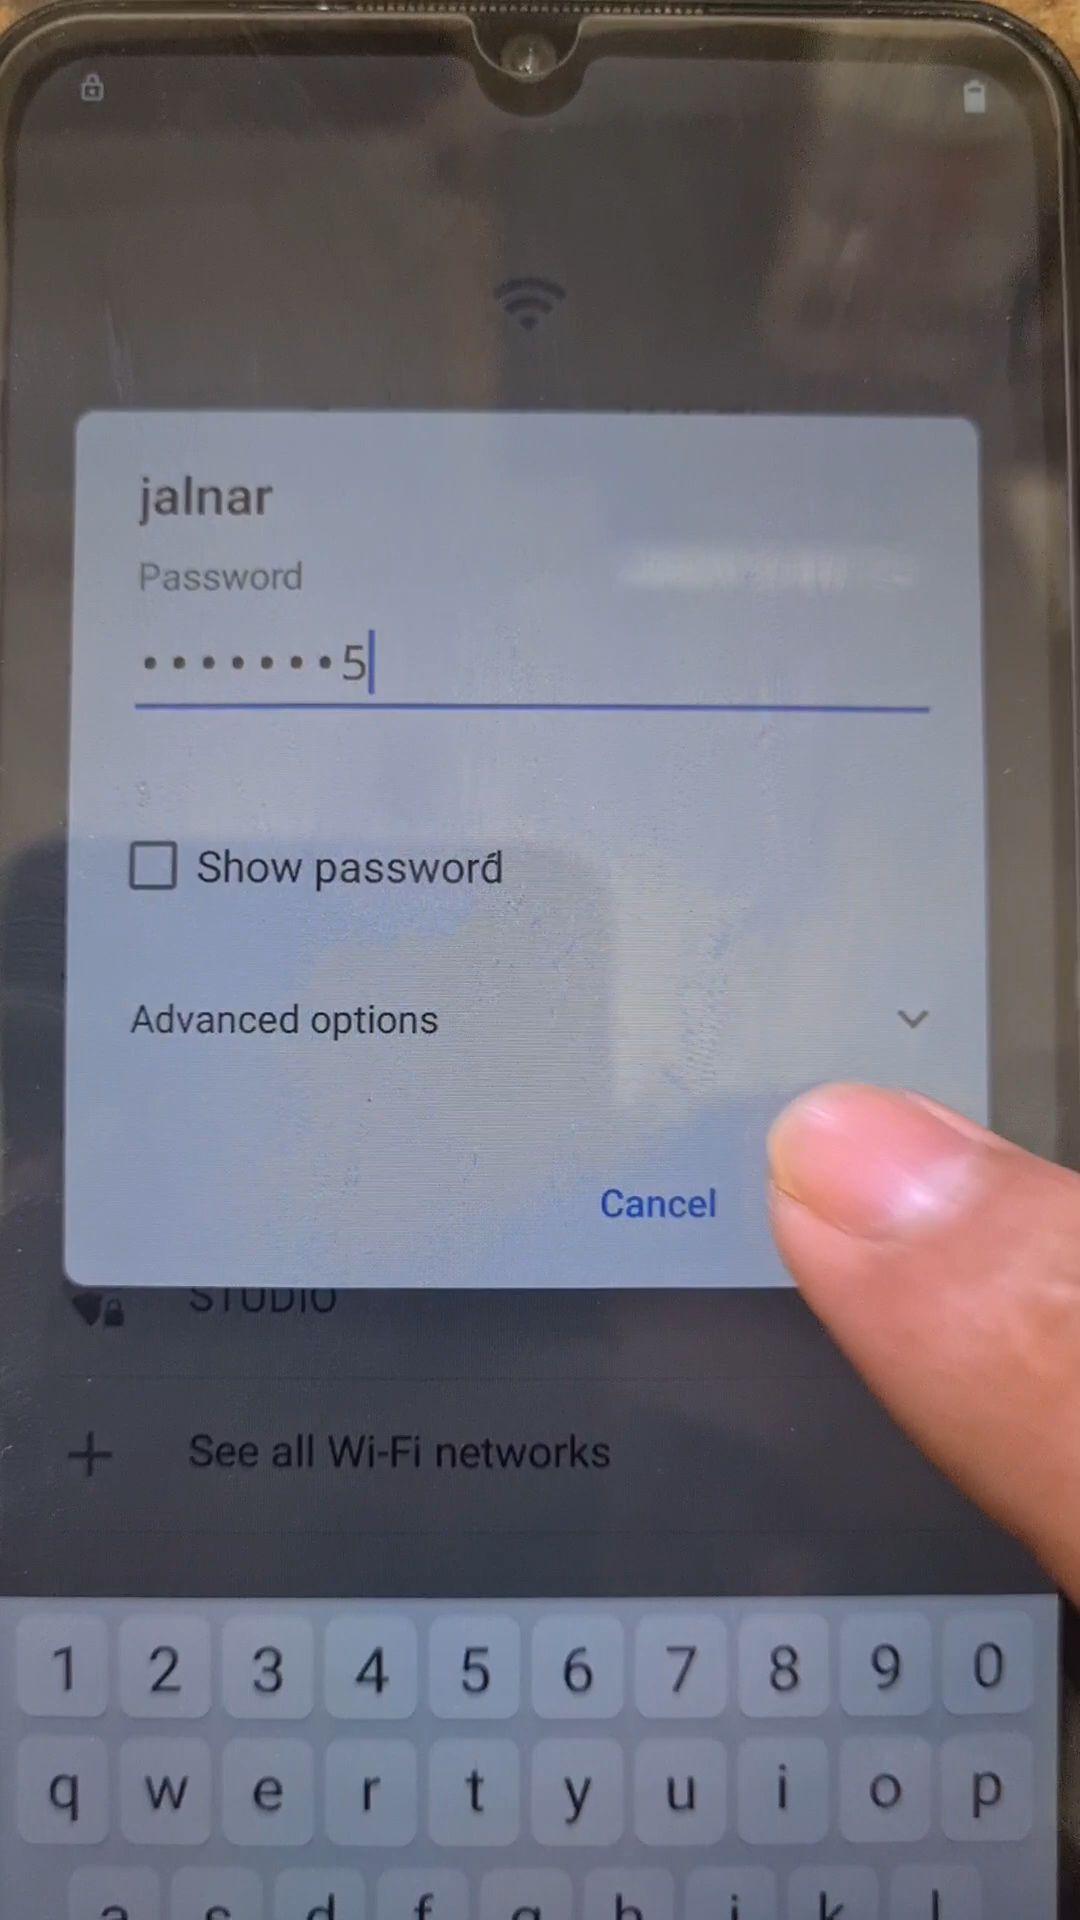 jalnar
Password
•••••••5
Show password
Advanced options
Cancel
STUDIO
See all Wi-Fi networks
1 2 3 4 5 6 7 8 9 0
q w e r t y u i o p
a s d f g h j k l